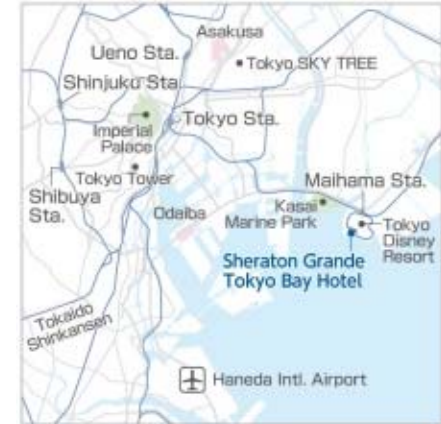 Asakusa
Ueno Sta.
Tokyo SKY TREE
Shinjuku Sta.
Imperial
Palace
Tokyo Sta.
Tokyo Tower
Shibuya
Sta.
Odaiba
Maihama Sta.
Kasai
Marine Park
Tokyo
Disney
Resort
Sheraton Grande
Tokyo Bay Hotel
Tokaido
Shinkansen
Haneda Intl. Airport